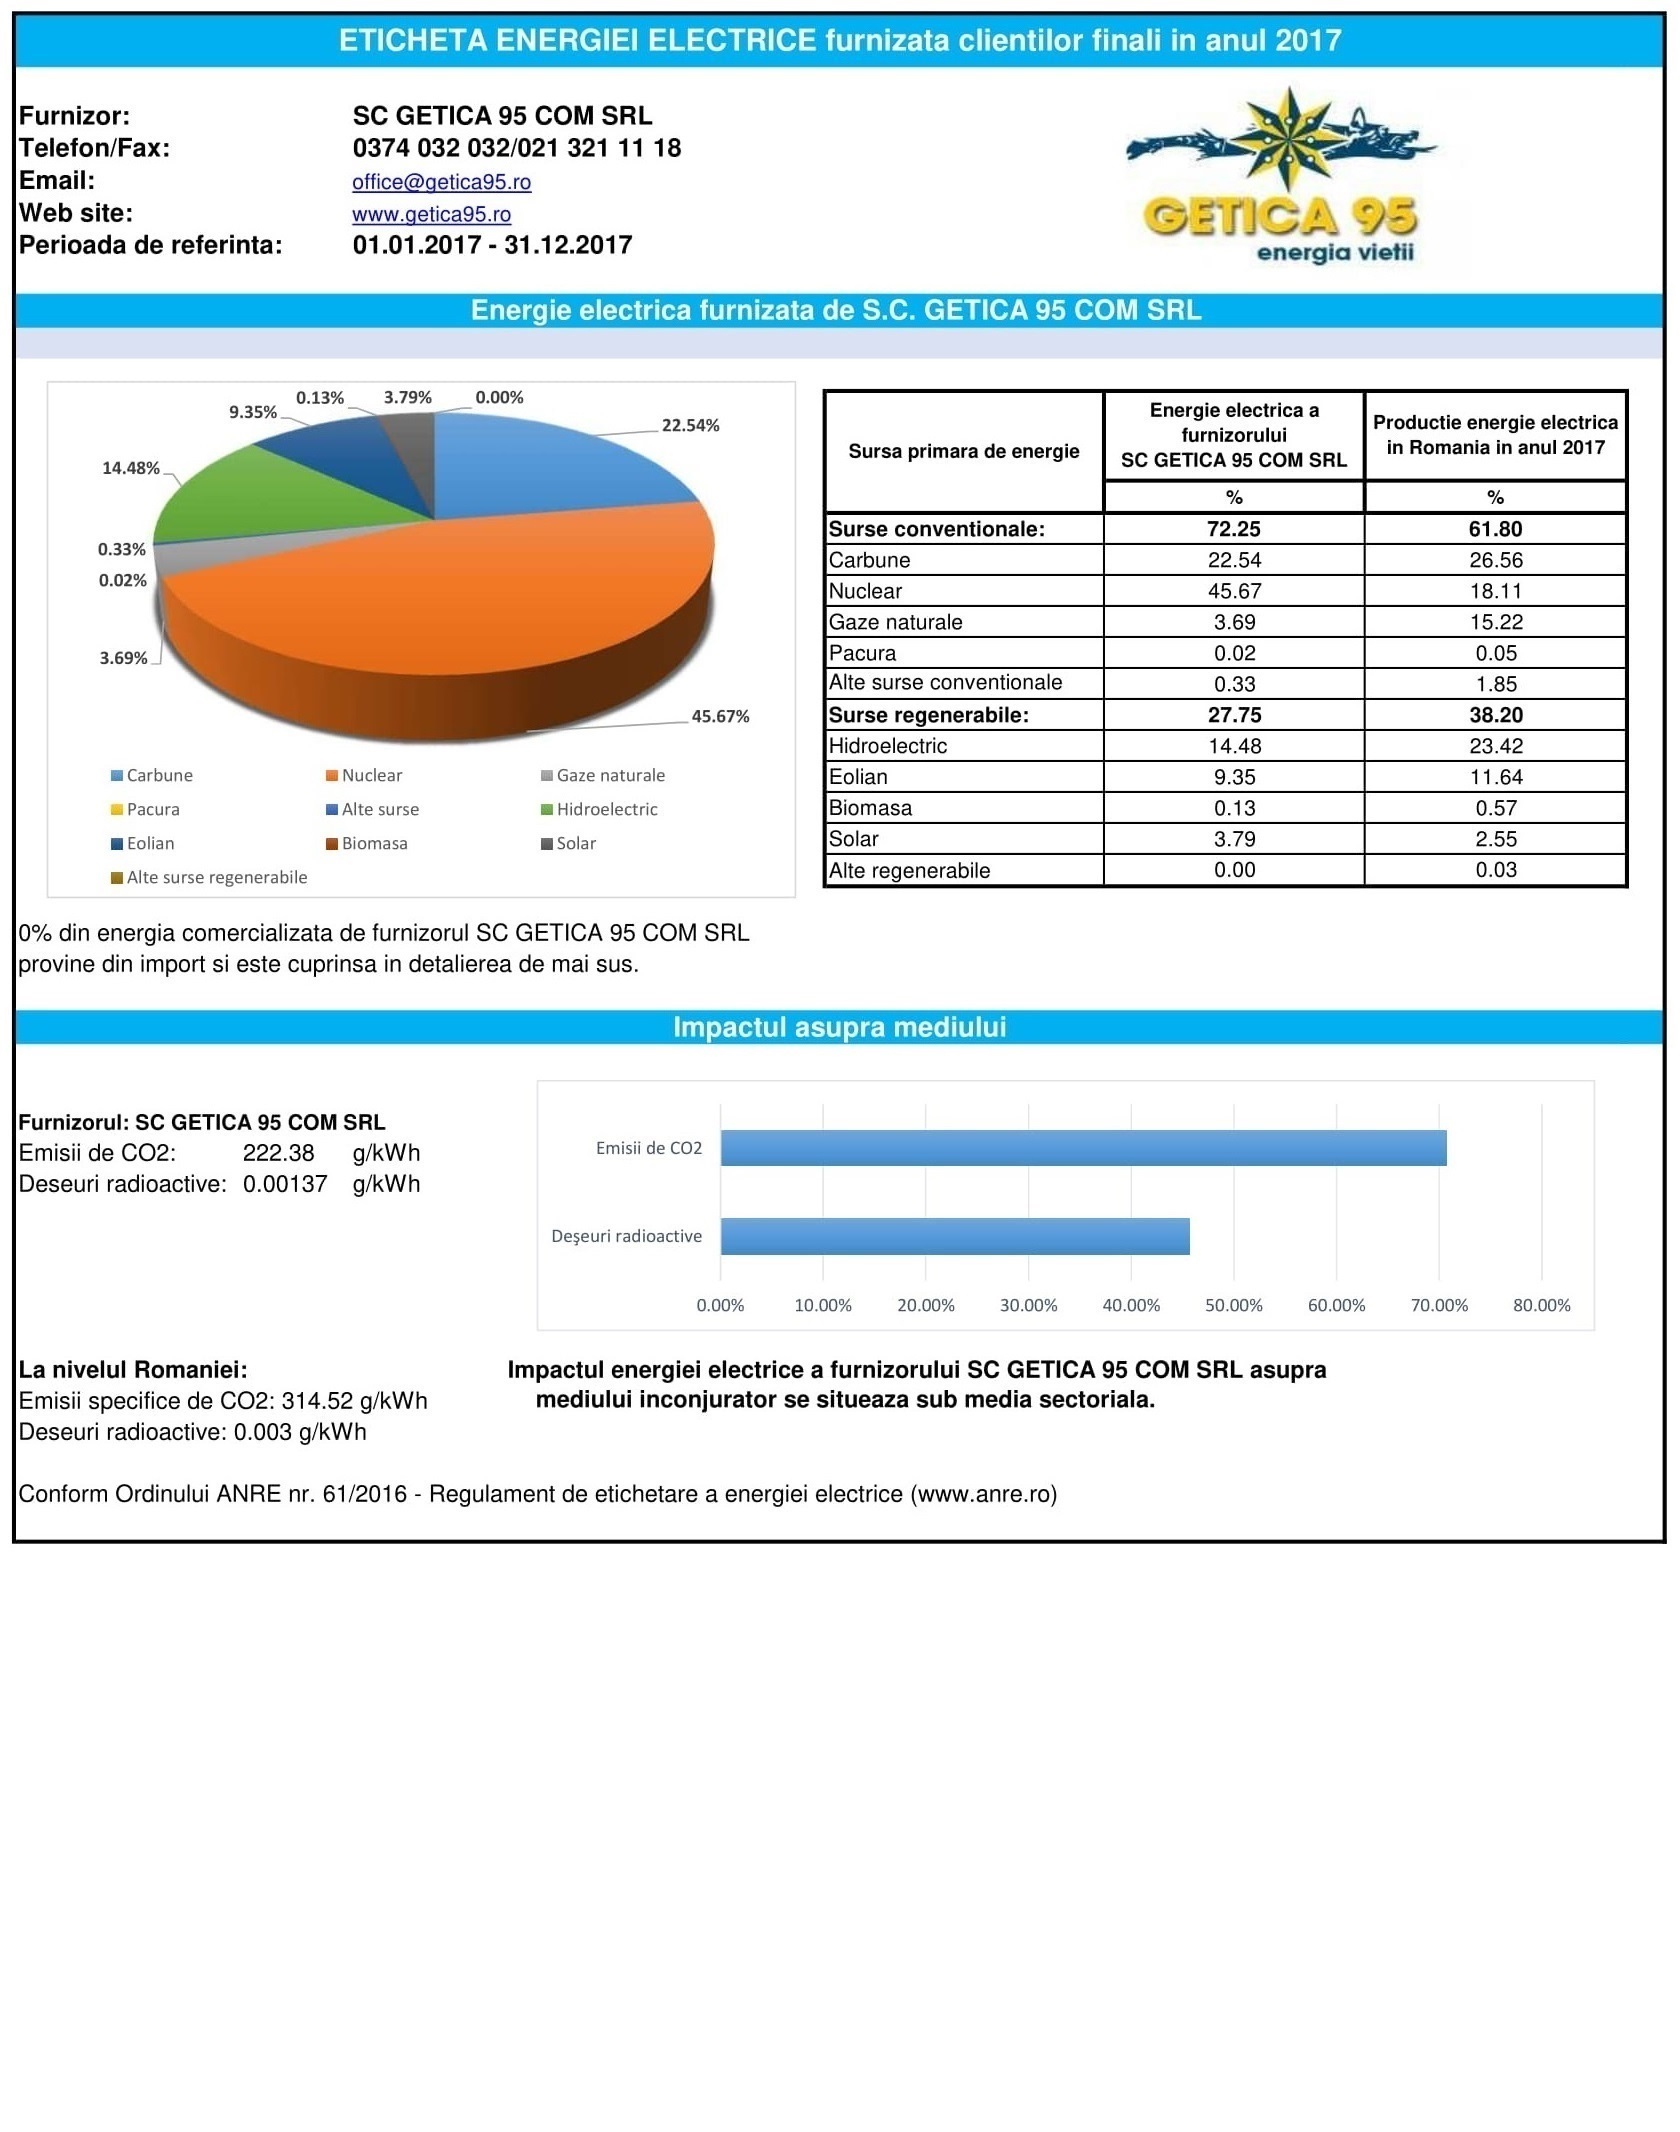 ETICHETA ENERGIEI ELECTRICE furnizata clientilor finali in anul 2017
Furnizor: SC GETICA 95 COM SRL
Telefon/Fax: 0374 032 032/021 321 11 18
Email: office@getica95.ro
Web site: www.getica95.ro
Perioada de referinta: 01.01.2017 - 31.12.2017
GETICA 95
energia vietii
Energie electrica furnizata de S.C. GETICA 95 COM SRL
0.13% 3.79% 0.00%
9.35%
22.54%
14.48%
0.33%
0.02%
3.69%
45.67%
Carbune Nuclear Gaze naturale
Pacura Alte surse Hidroelectric
Eolian Biomasa Solar
Alte surse regenerabile
Sursa primara de energie
Energie electrica a
furnizorului
SC GETICA 95 COM SRL
Productie energie electrica
in Romania in anul 2017
% %
Surse conventionale: 72.25 61.80
Carbune 22.54 26.56
Nuclear 45.67 18.11
Gaze naturale 3.69 15.22
Pacura 0.02 0.05
Alte surse conventionale 0.33 1.85
Surse regenerabile: 27.75 38.20
Hidroelectric 14.48 23.42
Eolian 9.35 11.64
Biomasa 0.13 0.57
Solar 3.79 2.55
Alte regenerabile 0.00 0.03
0% din energia comercializata de furnizorul SC GETICA 95 COM SRL
provine din import si este cuprinsa in detalierea de mai sus.
Impactul asupra mediului
Furnizorul: SC GETICA 95 COM SRL
Emisii de CO2: 222.38 g/kWh
Deseuri radioactive: 0.00137 g/kWh
Emisii de CO2
Deşeuri radioactive
0.00% 10.00% 20.00% 30.00% 40.00% 50.00% 60.00% 70.00% 80.00%
La nivelul Romaniei:
Emisii specifice de CO2: 314.52 g/kWh
Deseuri radioactive: 0.003 g/kWh
Impactul energiei electrice a furnizorului SC GETICA 95 COM SRL asupra
mediului inconjurator se situeaza sub media sectoriala.
Conform Ordinului ANRE nr. 61/2016 - Regulament de etichetare a energiei electrice (www.anre.ro)